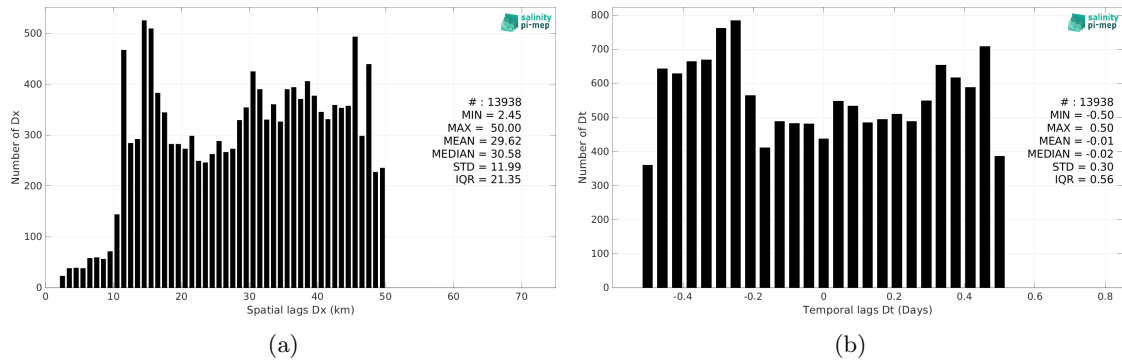 500
400
300
200
100
0
Number of Dx
0 10 20 30 40 50 60 70
Spatial lags Dx (km)
salinity
pi-mep
# : 13938
MIN = 2.45
MAX = 50.00
MEAN = 29.62
MEDIAN = 30.58
STD = 11.99
IQR = 21.35
(a)
800
700
600
500
400
300
200
100
0
Number of Dt
-0.4 -0.2 0 0.2 0.4 0.6 0.8
Temporal lags Dt (Days)
salinity
pi-mep
# : 13938
MIN = -0.50
MAX = 0.50
MEAN = -0.01
MEDIAN = -0.02
STD = 0.30
IQR = 0.56
(b)